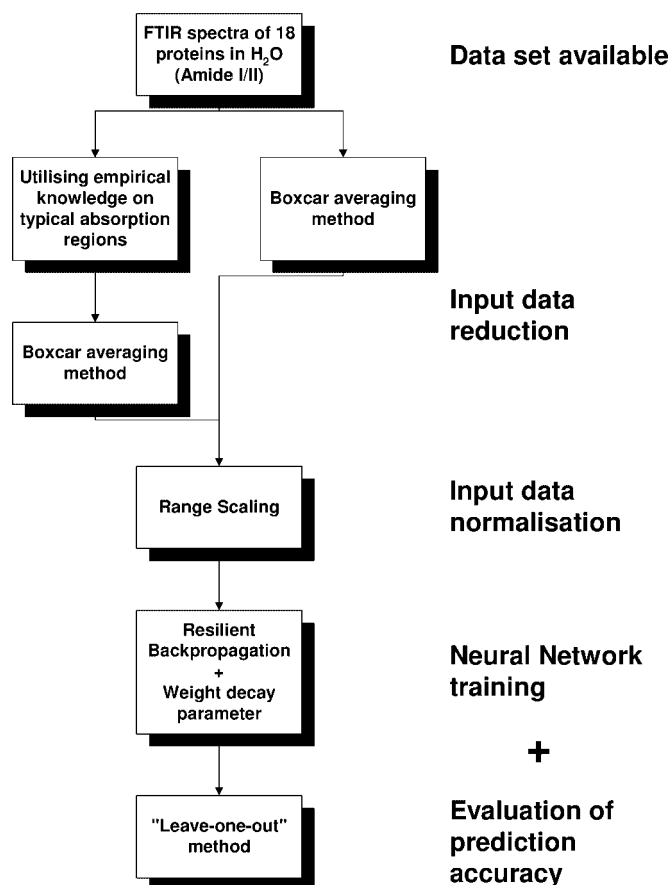 FTIR spectra of 18
proteins in H₂O
(Amide I/II)
Data set available
Utilising empirical
knowledge on
typical absorption
regions
Boxcar averaging
method
Input data
reduction
Boxcar averaging
method
Range Scaling
Input data
normalisation
Resilient
Backpropagation
+
Weight decay
parameter
Neural Network
training
+
"Leave-one-out"
method
Evaluation of
prediction
accuracy